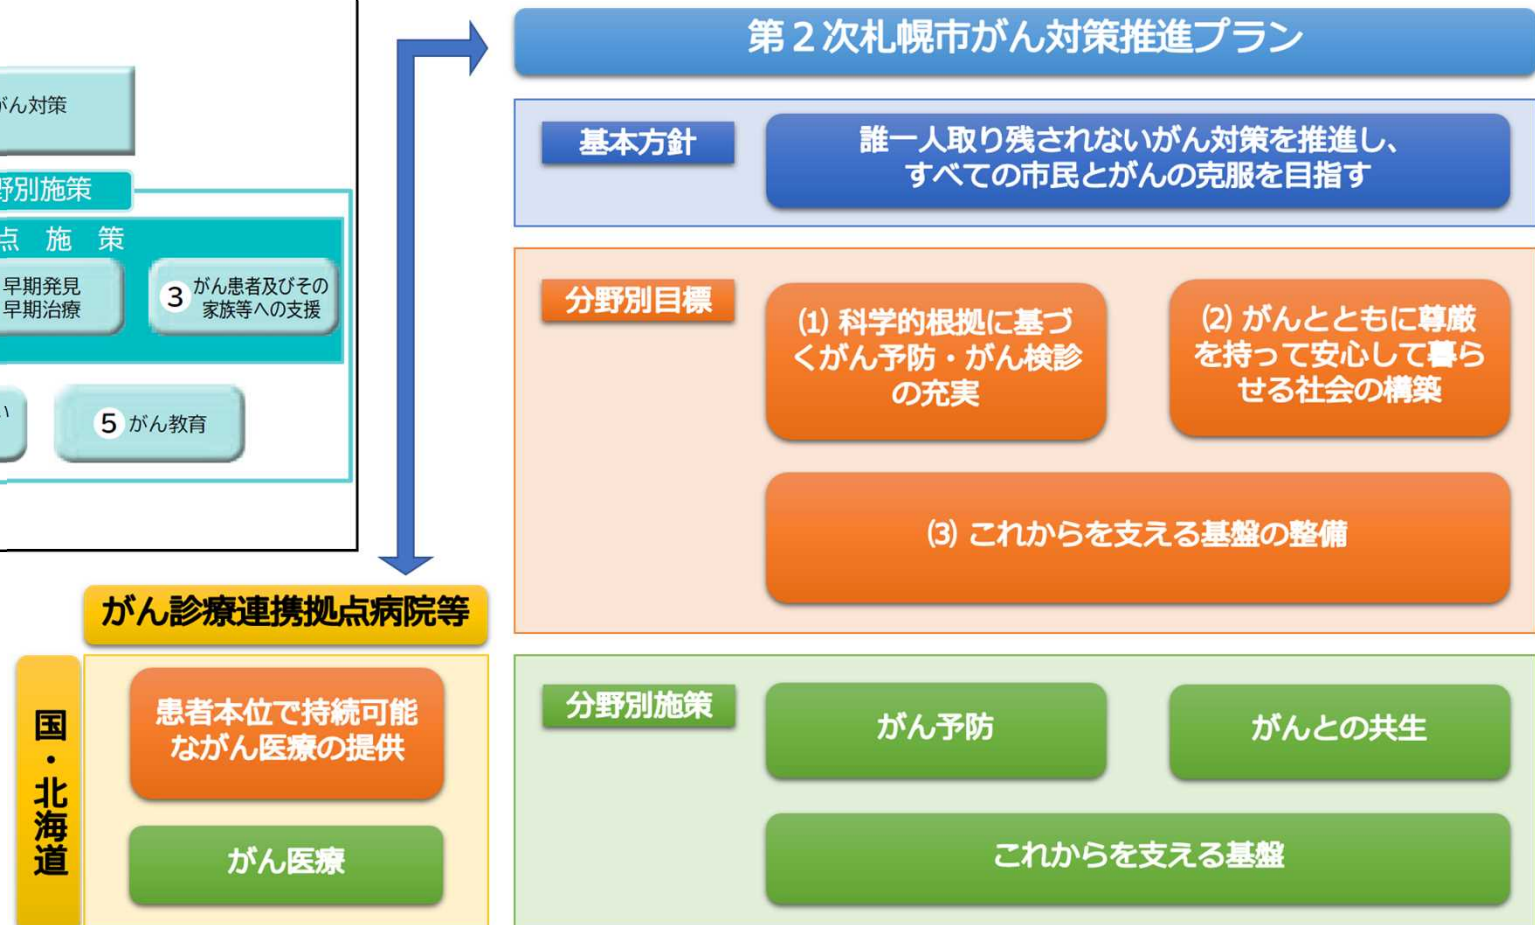 がん対策
野別施策
点 施 策
早期発見
早期治療
3 がん患者及びその
家族等への支援
い
5 がん教育
第２次札幌市がん対策推進プラン
基本方針
誰一人取り残されないがん対策を推進し、
すべての市民とがんの克服を目指す
分野別目標
(1) 科学的根拠に基づ
くがん予防・がん検診
の充実
(2) がんとともに尊厳
を持って安心して暮ら
せる社会の構築
(3) これからを支える基盤の整備
がん診療連携拠点病院等
国・北海道
患者本位で持続可能
ながん医療の提供
がん医療
分野別施策
がん予防
がんとの共生
これからを支える基盤